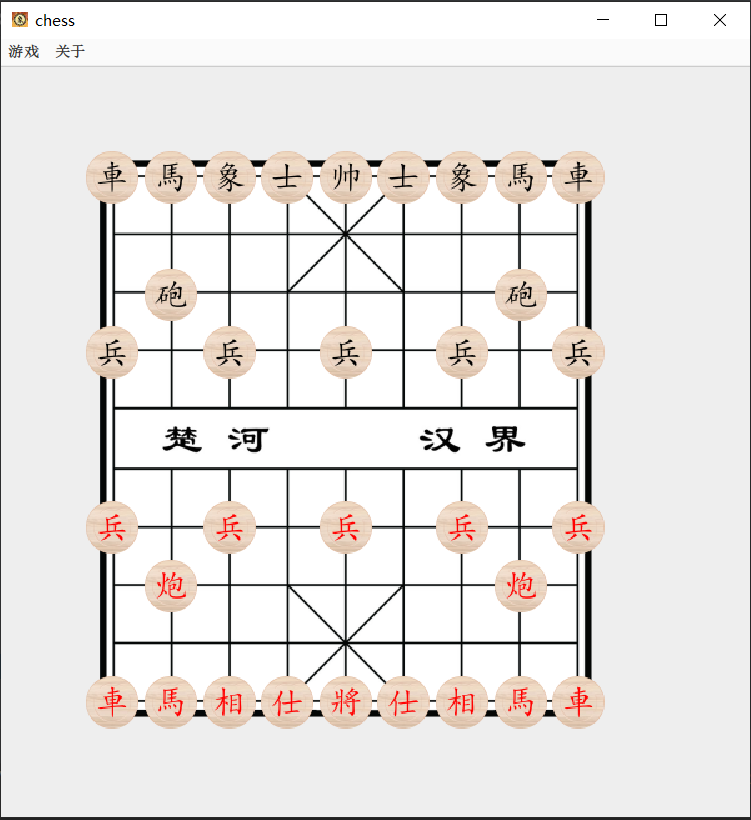 chess
游戏 关于
車 馬 象 士 帅 士 象 馬 車
砲 砲
兵 兵 兵 兵 兵
楚 河 汉 界
兵 兵 兵 兵 兵
炮 炮
車 馬 相 仕 將 仕 相 馬 車